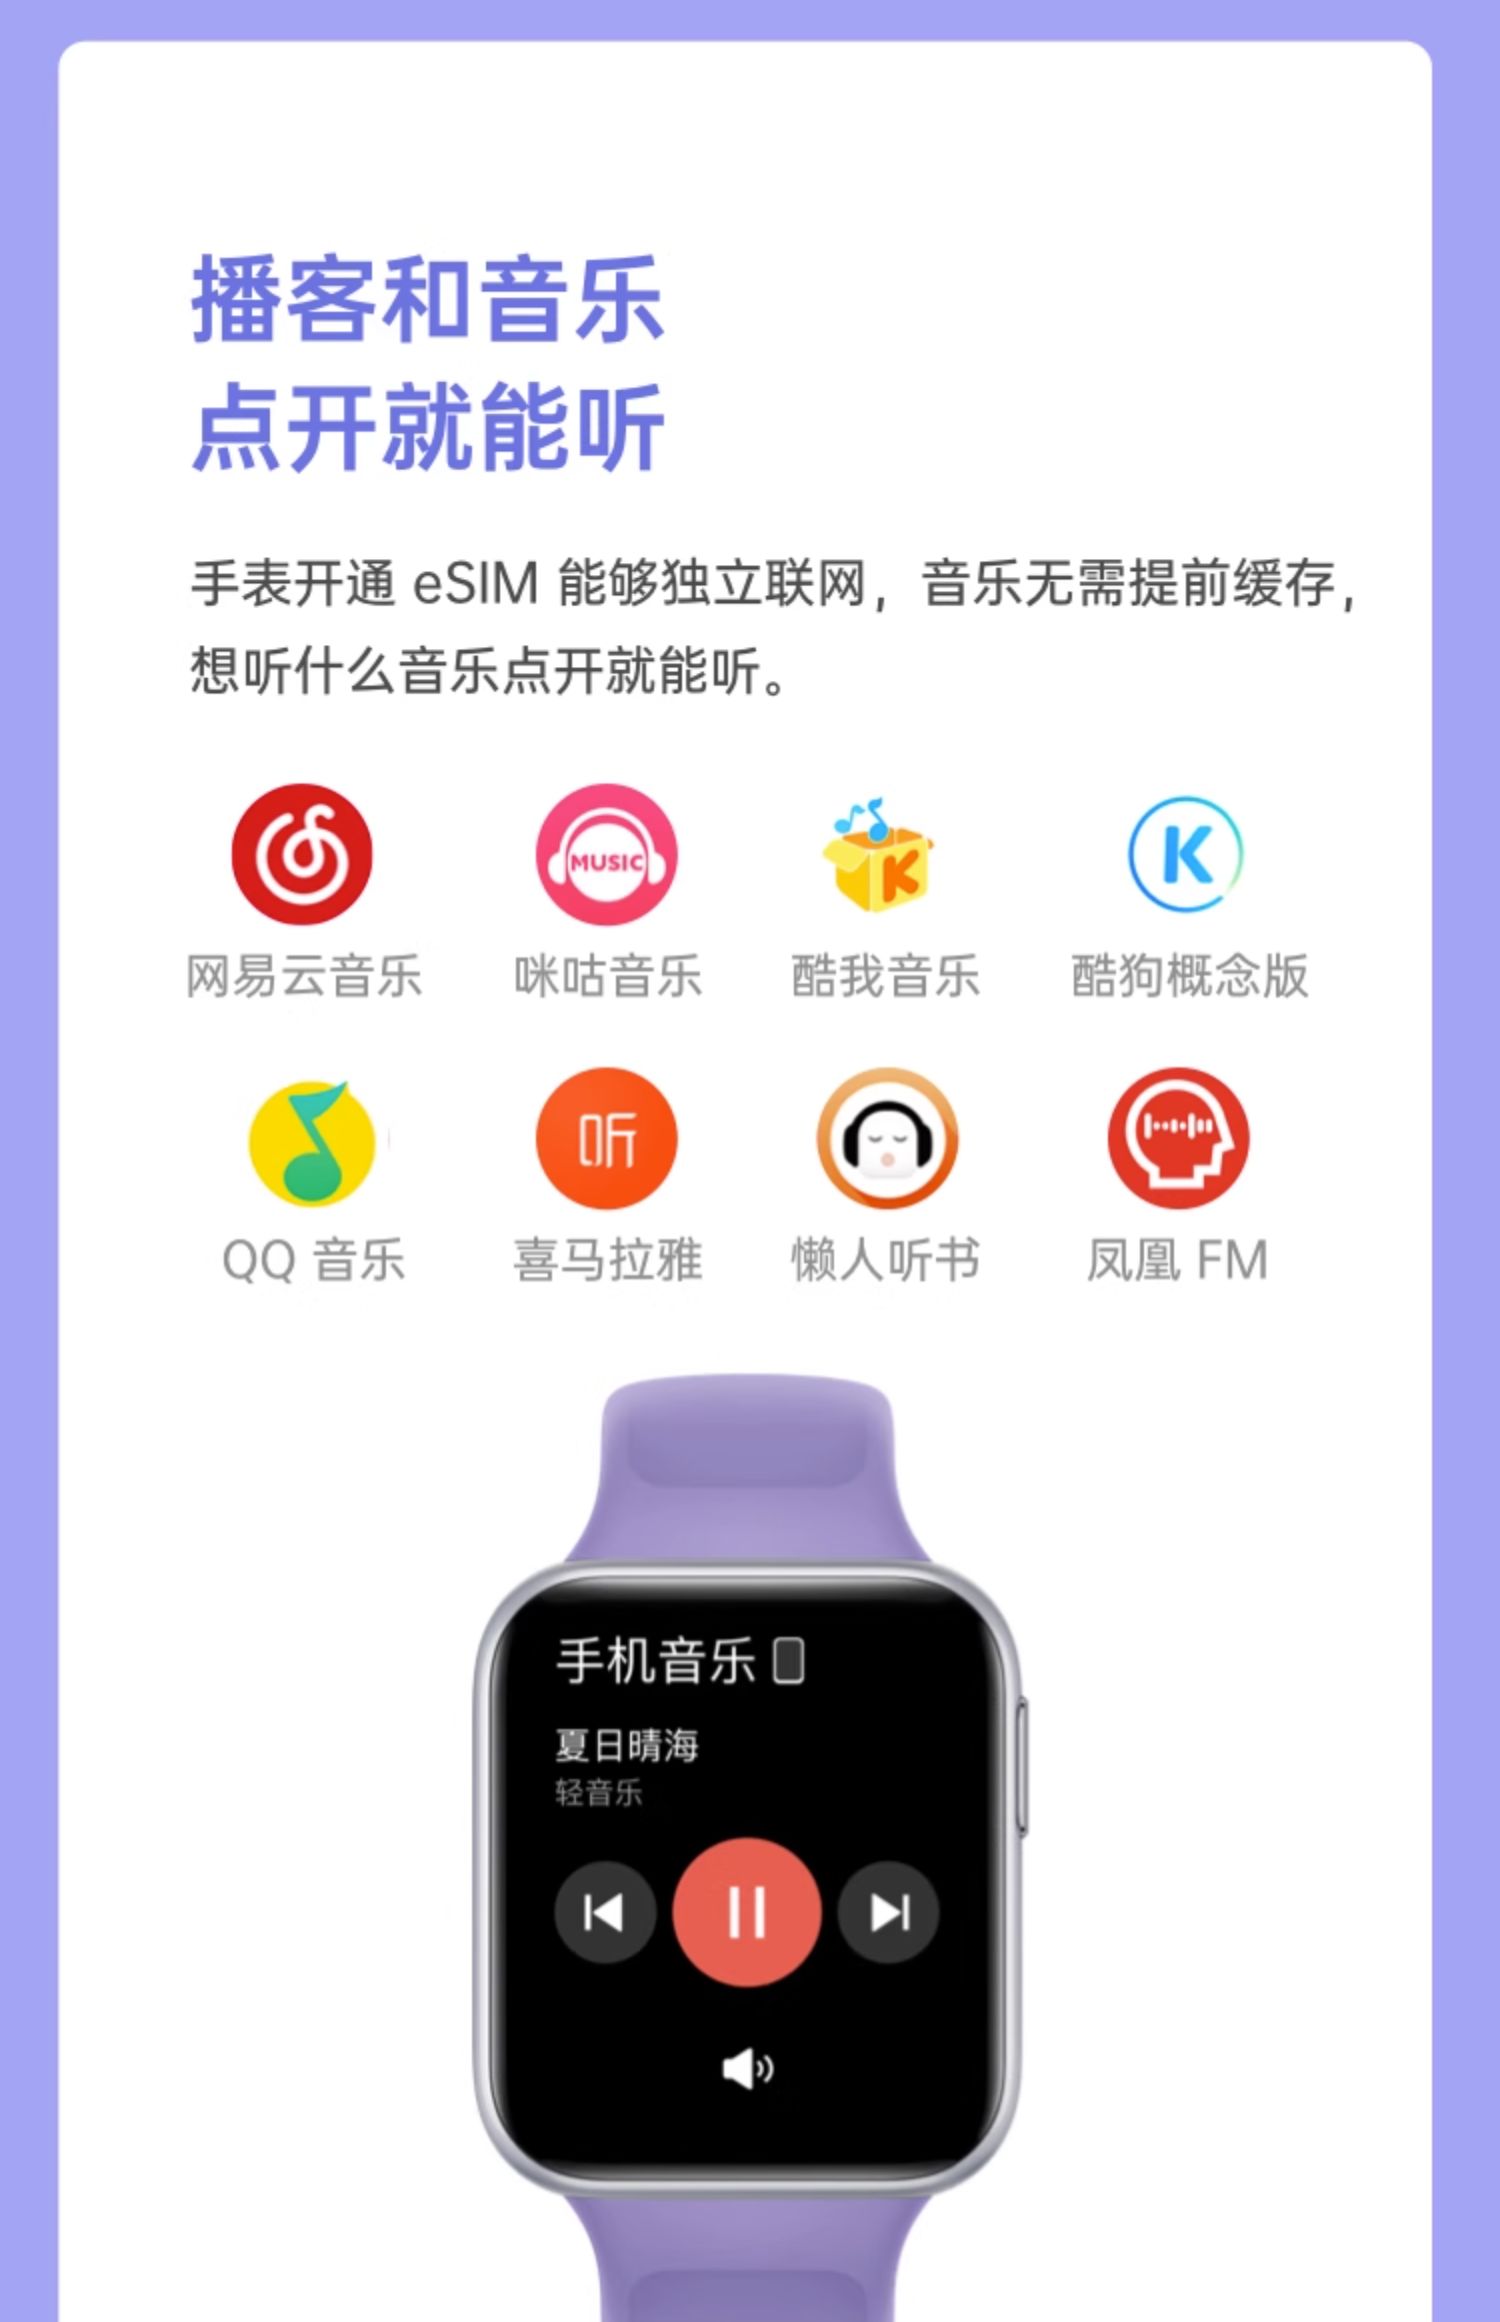 播客和音乐
点开就能听
手表开通 eSIM 能够独立联网，音乐无需提前缓存，
想听什么音乐点开就能听。
MUSIC
K
K
网易云音乐
咪咕音乐
酷我音乐
酷狗概念版
听
QQ 音乐
喜马拉雅
懒人听书
凤凰 FM
手机音乐
夏日晴海
轻音乐